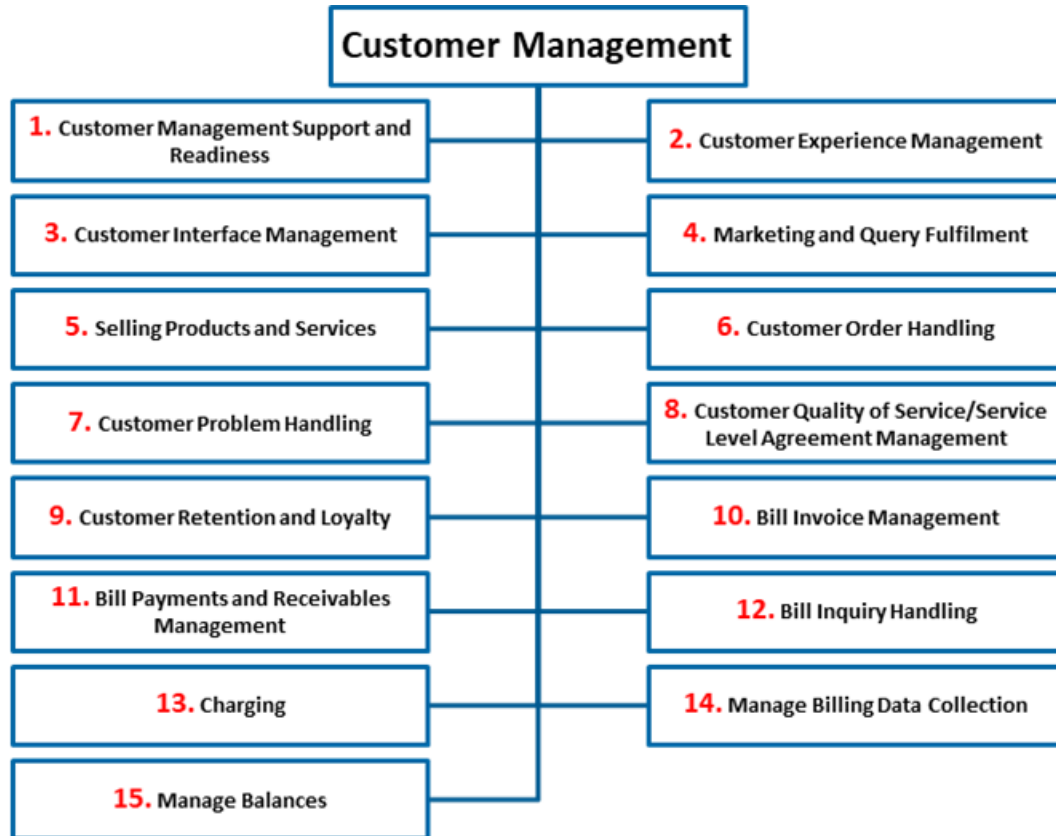 Customer Management
1. Customer Management Support and
Readiness
2. Customer Experience Management
3. Customer Interface Management
4. Marketing and Query Fulfilment
5. Selling Products and Services
6. Customer Order Handling
7. Customer Problem Handling
8. Customer Quality of Service/Service
Level Agreement Management
9. Customer Retention and Loyalty
10. Bill Invoice Management
11. Bill Payments and Receivables
Management
12. Bill Inquiry Handling
13. Charging
14. Manage Billing Data Collection
15. Manage Balances